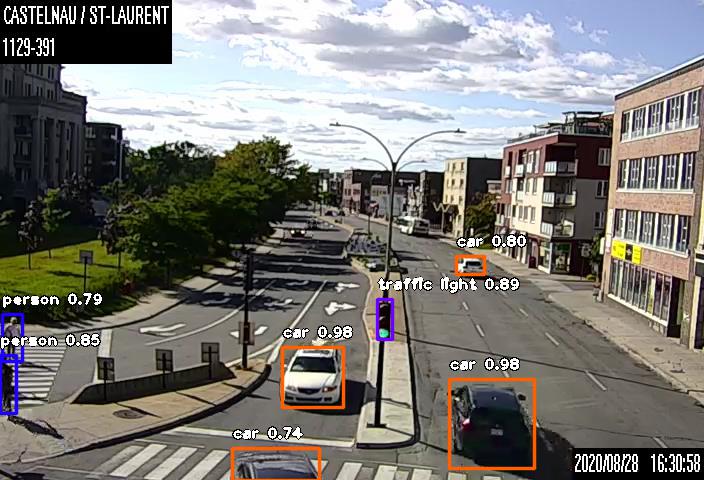 CASTELNAU / ST-LAURENT
1129-391
car 0.80
traffic light 0.89
person 0.79
person 0.85
car 0.98
car 0.98
car 0.74
2020/08/28 16:30:58